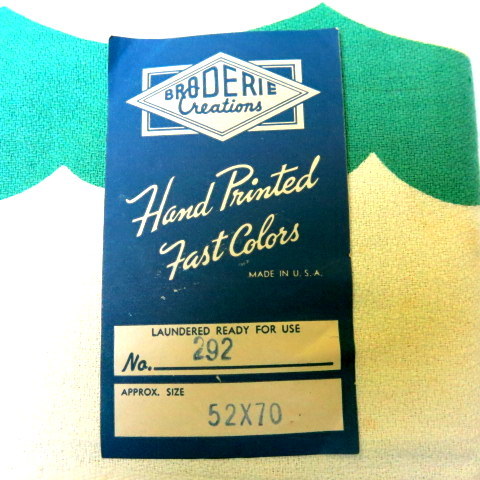 BRODERIE
Creations
Hand Printed
Fast Colors
MADE IN U.S.A.
LAUNDERED READY FOR USE
No. 292
APPROX. SIZE
52X70